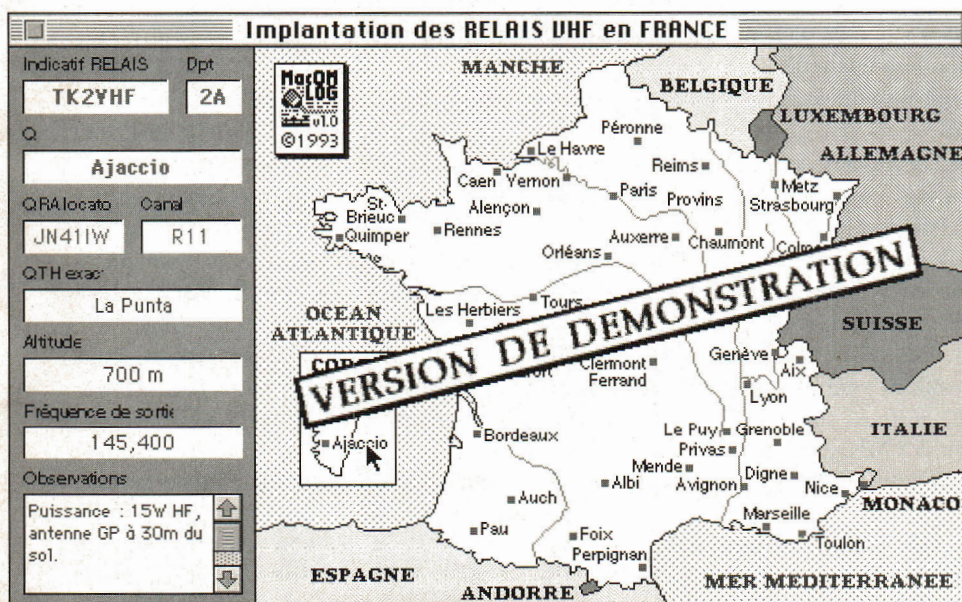 Implantation des RELAIS VHF en FRANCE
Indicatif RELAIS
Dpt
TK2VHF
2A
Q
Ajaccio
QRA locato
Canal
JN41IW
R11
QTH exac
La Punta
Altitude
700 m
Fréquence de sortie
145,400
Observations
Puissance : 15W HF,
antenne GP à 30m du
sol.
MacOM
LOG
v1.0
©1993
MANCHE
BELGIQUE
LUXEMBOURG
ALLEMAGNE
Péronne
Le Havre
Reims
Caen
Vernon
Paris
Provins
Metz
Strasbourg
St-
Brieuc
Alençon
Quimper
Rennes
Auxerre
Chaumont
Orléans
Les Herbiers
Tours
OCEAN
ATLANTIQUE
SUISSE
VERSION DE DEMONSTRATION
Clermont
Ferrand
Genève
Aix
Lyon
ITALIE
Ajaccio
Bordeaux
Le Puy
Grenoble
Privas
Mende
Digne
Albi
Avignon
Nice
MONACO
Auch
Marseille
Toulon
Pau
Foix
Perpignan
ESPAGNE
ANDORRE
MER MEDITERRANEE